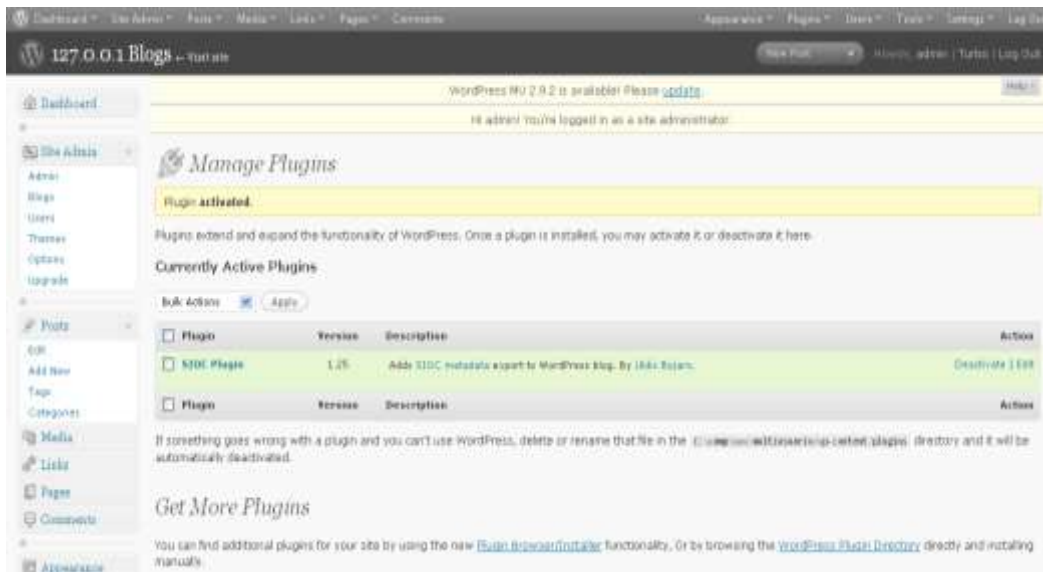 Dashboard Site Admin Posts Media Links Pages Comments Appearance Plugins Users Tools Settings Log Out
127.0.0.1 Blogs ← Visit site New Post Howdy, admin | Turbo | Log Out
WordPress MU 2.9.2 is available! Please update. Help
Hi admin! You're logged in as a site administrator.
Dashboard
Site Admin
Admin
Blogs
Users
Themes
Options
Upgrade
Posts
Edit
Add New
Tags
Categories
Media
Links
Pages
Comments
Appearance
Manage Plugins
Plugin activated.
Plugins extend and expand the functionality of WordPress. Once a plugin is installed, you may activate it or deactivate it here.
Currently Active Plugins
Bulk Actions Apply
Plugin Version Description Action
SIOC Plugin 1.25 Adds SIOC metadata export to WordPress blog. By Uldis Bojars. Deactivate | Edit
Plugin Version Description Action
If something goes wrong with a plugin and you can't use WordPress, delete or rename that file in the directory and it will be
automatically deactivated.
Get More Plugins
You can find additional plugins for your site by using the new Plugin Browser/Installer functionality, Or by browsing the WordPress Plugin Directory directly and installing
manually.